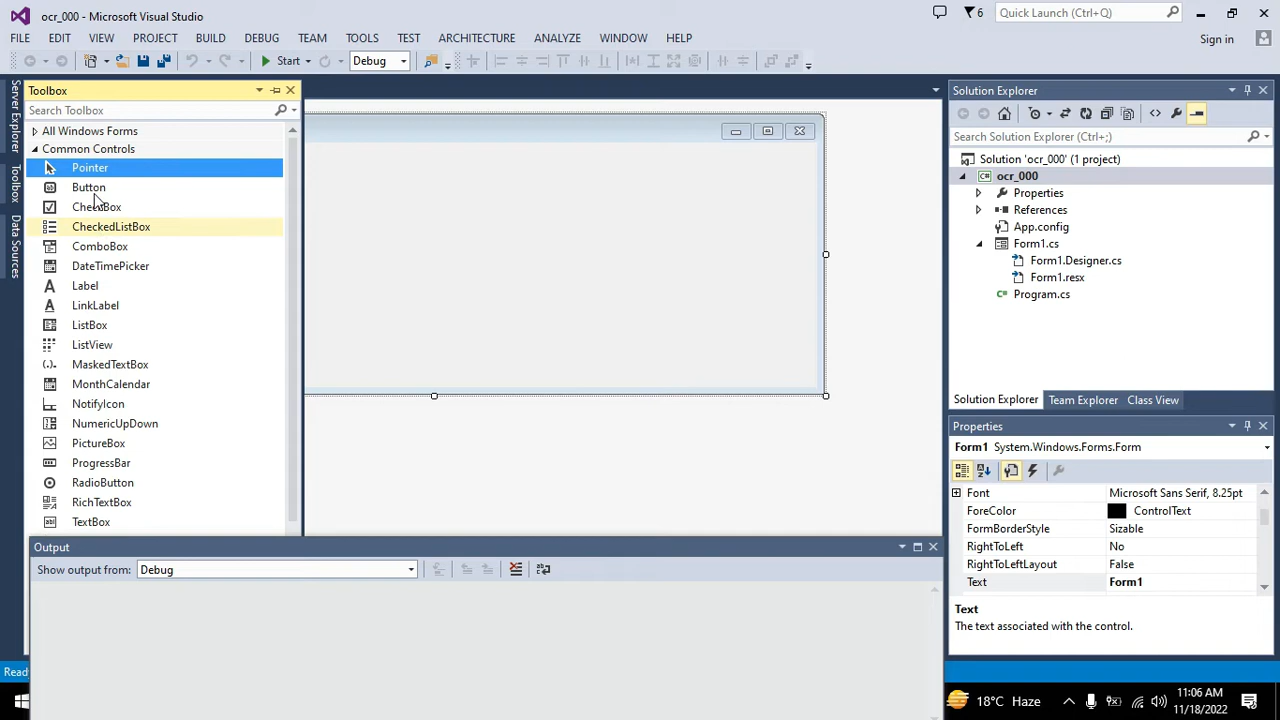 ocr_000 - Microsoft Visual Studio
6
Quick Launch (Ctrl+Q)
FILE EDIT VIEW PROJECT BUILD DEBUG TEAM TOOLS TEST ARCHITECTURE ANALYZE WINDOW HELP
Sign in
Start Debug
Server Explorer
Toolbox
Data Sources
Toolbox
Search Toolbox
All Windows Forms
Common Controls
Pointer
Button
CheckBox
CheckedListBox
ComboBox
DateTimePicker
Label
LinkLabel
ListBox
ListView
MaskedTextBox
MonthCalendar
NotifyIcon
NumericUpDown
PictureBox
ProgressBar
RadioButton
RichTextBox
TextBox
Output
Show output from: Debug
Solution Explorer
Search Solution Explorer (Ctrl+;)
Solution 'ocr_000' (1 project)
ocr_000
Properties
References
App.config
Form1.cs
Form1.Designer.cs
Form1.resx
Program.cs
Solution Explorer Team Explorer Class View
Properties
Form1 System.Windows.Forms.Form
Font Microsoft Sans Serif, 8.25pt
ForeColor ControlText
FormBorderStyle Sizable
RightToLeft No
RightToLeftLayout False
Text Form1
Text
The text associated with the control.
Ready
18°C Haze
11:06 AM
11/18/2022